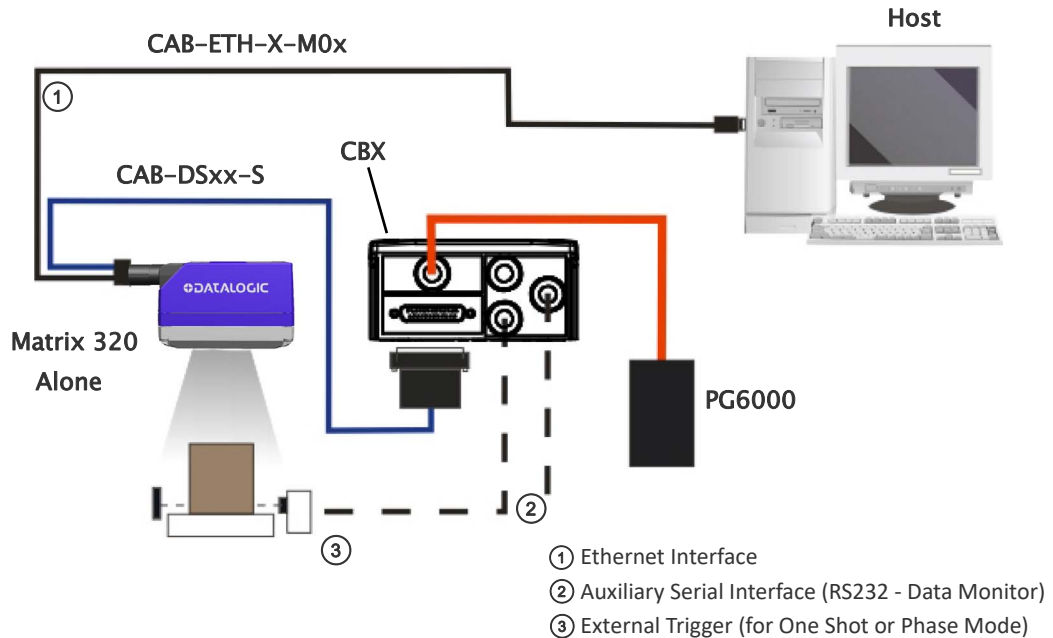 Host
CAB-ETH-X-M0x
①
CBX
CAB-DSxx-S
DATALOGIC
Matrix 320
Alone
PG6000
②
③
① Ethernet Interface
② Auxiliary Serial Interface (RS232 - Data Monitor)
③ External Trigger (for One Shot or Phase Mode)